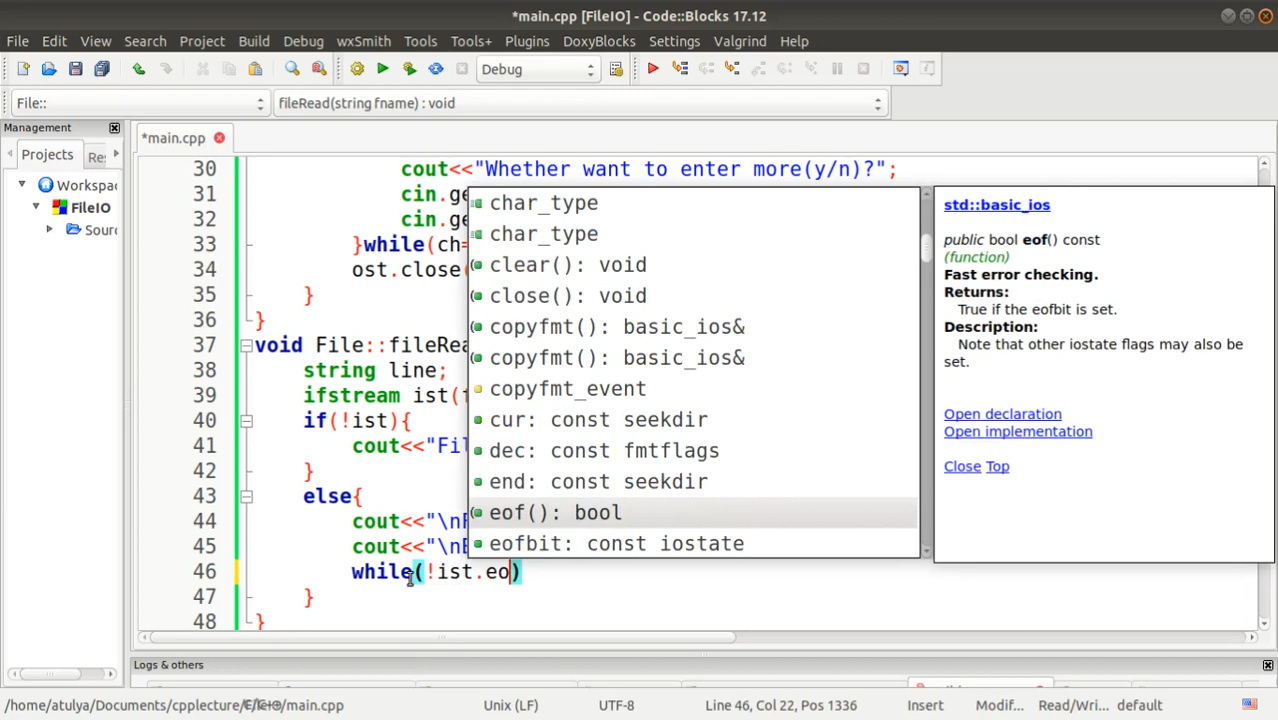 *main.cpp [FileIO] - Code::Blocks 17.12
File Edit View Search Project Build Debug wxSmith Tools Tools+ Plugins DoxyBlocks Settings Valgrind Help
Debug
File:: fileRead(string fname) : void
Management
*main.cpp
Projects Re
Workspa
FileIO
Sourc
30 cout<<"Whether want to enter more(y/n)?";
31 cin.ge
32 cin.ge
33 }while(ch=
34 ost.close(
35 }
36 }
37 void File::fileRea
38 string line;
39 ifstream ist(f
40 if(!ist){
41 cout<<"Fil
42 }
43 else{
44 cout<<"\n
45 cout<<"\n
46 while(!ist.eo)
47 }
48 }
char_type
char_type
clear(): void
close(): void
copyfmt(): basic_ios&
copyfmt(): basic_ios&
copyfmt_event
cur: const seekdir
dec: const fmtflags
end: const seekdir
eof(): bool
eofbit: const iostate
std::basic_ios
public bool eof() const
(function)
Fast error checking.
Returns:
True if the eofbit is set.
Description:
Note that other iostate flags may also be
set.
Open declaration
Open implementation
Close Top
Logs & others
/home/atulya/Documents/cpplecture/ main.cpp Unix (LF) UTF-8 Line 46, Col 22, Pos 1336 Insert Modif... Read/Wri... default